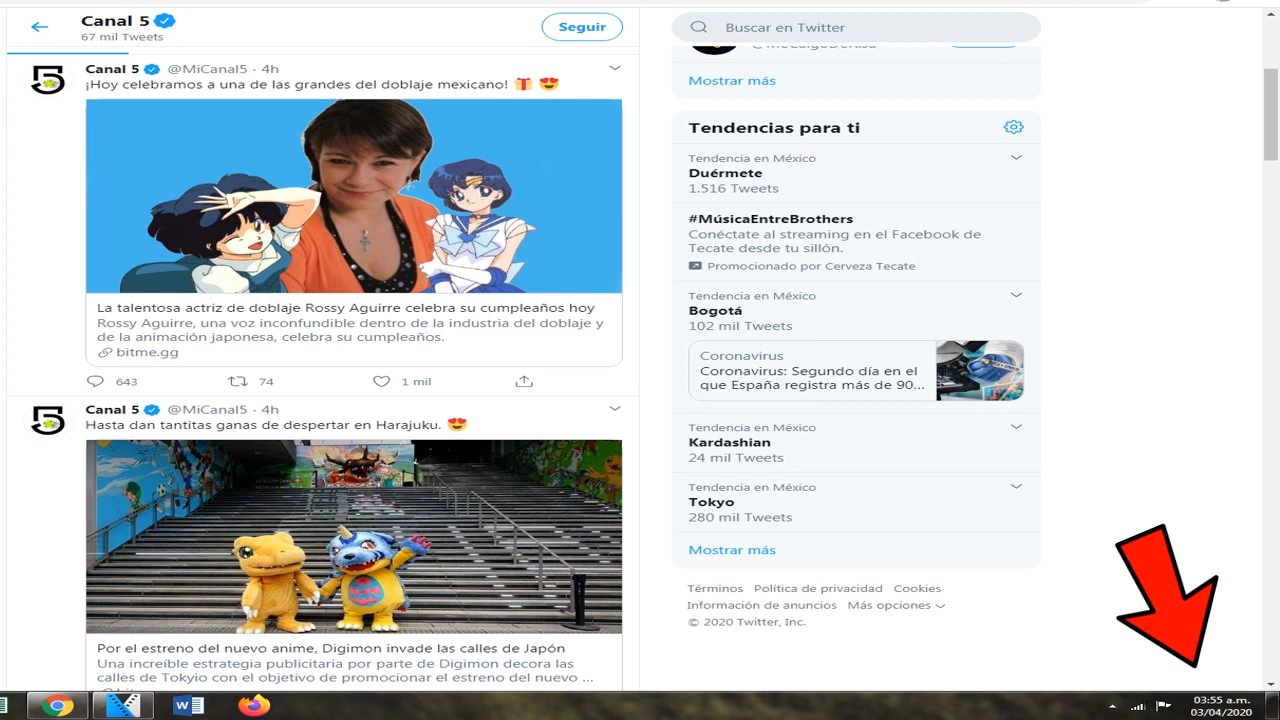 Canal 5
67 mil Tweets
Seguir
Canal 5 @MiCanal5 · 4h
¡Hoy celebramos a una de las grandes del doblaje mexicano! 🎁 😍
La talentosa actriz de doblaje Rossy Aguirre celebra su cumpleaños hoy
Rossy Aguirre, una voz inconfundible dentro de la industria del doblaje y
de la animación japonesa, celebra su cumpleaños.
bitme.gg
643 74 1 mil
Canal 5 @MiCanal5 · 4h
Hasta dan tantitas ganas de despertar en Harajuku. 😍
Por el estreno del nuevo anime, Digimon invade las calles de Japón
Una increíble estrategia publicitaria por parte de Digimon decora las
calles de Tokyio con el objetivo de promocionar el estreno del nuevo ...
Buscar en Twitter
Mostrar más
Tendencias para ti
Tendencia en México
Duérmete
1.516 Tweets
#MúsicaEntreBrothers
Conéctate al streaming en el Facebook de
Tecate desde tu sillón.
Promocionado por Cerveza Tecate
Tendencia en México
Bogotá
102 mil Tweets
Coronavirus
Coronavirus: Segundo día en el
que España registra más de 90...
Tendencia en México
Kardashian
24 mil Tweets
Tendencia en México
Tokyo
280 mil Tweets
Mostrar más
Términos Política de privacidad Cookies
Información de anuncios Más opciones
© 2020 Twitter, Inc.
03:55 a.m.
03/04/2020